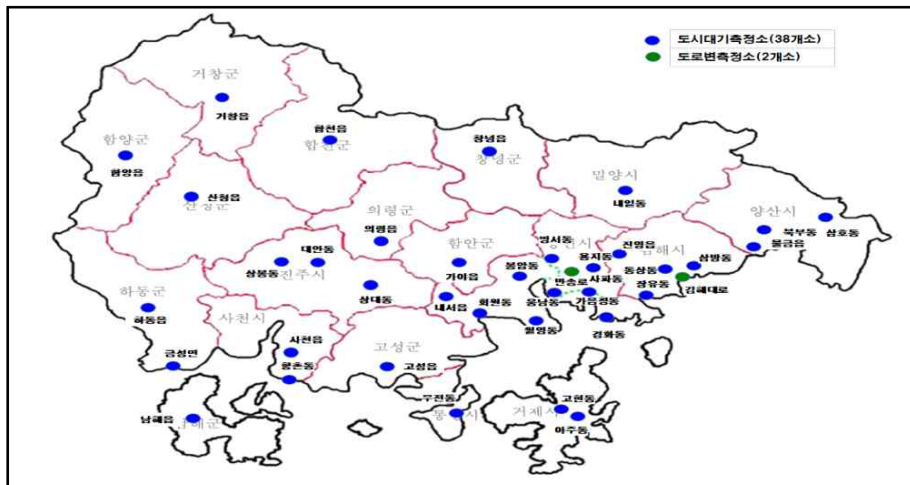 도시대기측정소(38개소)
도로변측정소(2개소)
거창군
거창읍
합천읍
합천군
창녕읍
창녕군
함양군
함양읍
산청읍
산청군
밀양시
내일동
의령군
의령읍
양산시
북부동
삼호동
물금읍
함안군
가야읍
명서동
용지동
진영읍
김해시
삼방동
동상동
장유동
김해대로
대안동
상봉동
진주시
상대동
봉암동
반송로
사파동
내서읍
회원동
웅남동
가음정동
월영동
경화동
하동군
하동읍
금성면
사천시
사천읍
향촌동
고성군
고성읍
남해읍
남해군
무전동
통영시
거제시
고현동
아주동